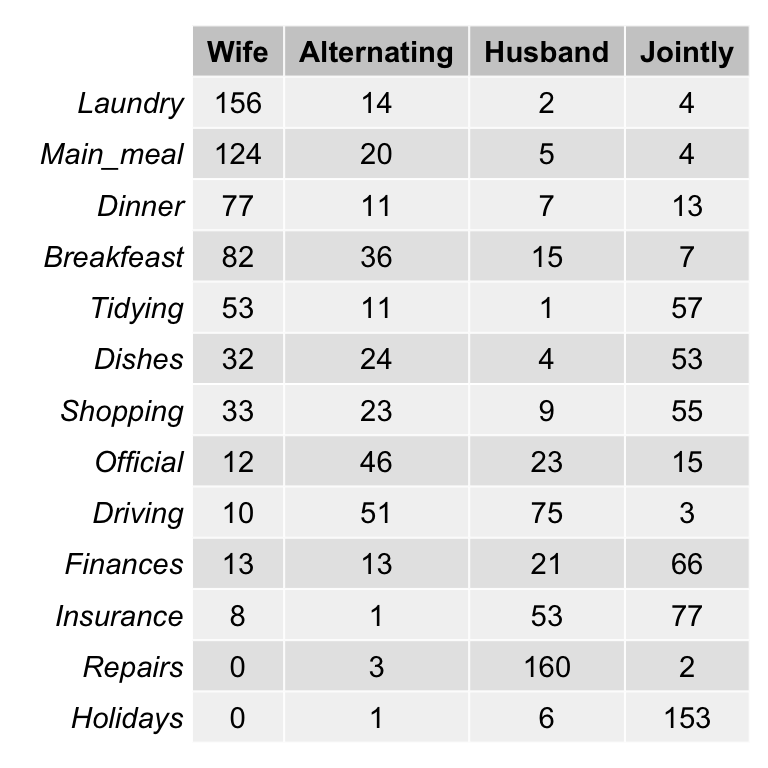 Wife Alternating Husband Jointly
Laundry 156 14 2 4
Main_meal 124 20 5 4
Dinner 77 11 7 13
Breakfeast 82 36 15 7
Tidying 53 11 1 57
Dishes 32 24 4 53
Shopping 33 23 9 55
Official 12 46 23 15
Driving 10 51 75 3
Finances 13 13 21 66
Insurance 8 1 53 77
Repairs 0 3 160 2
Holidays 0 1 6 153